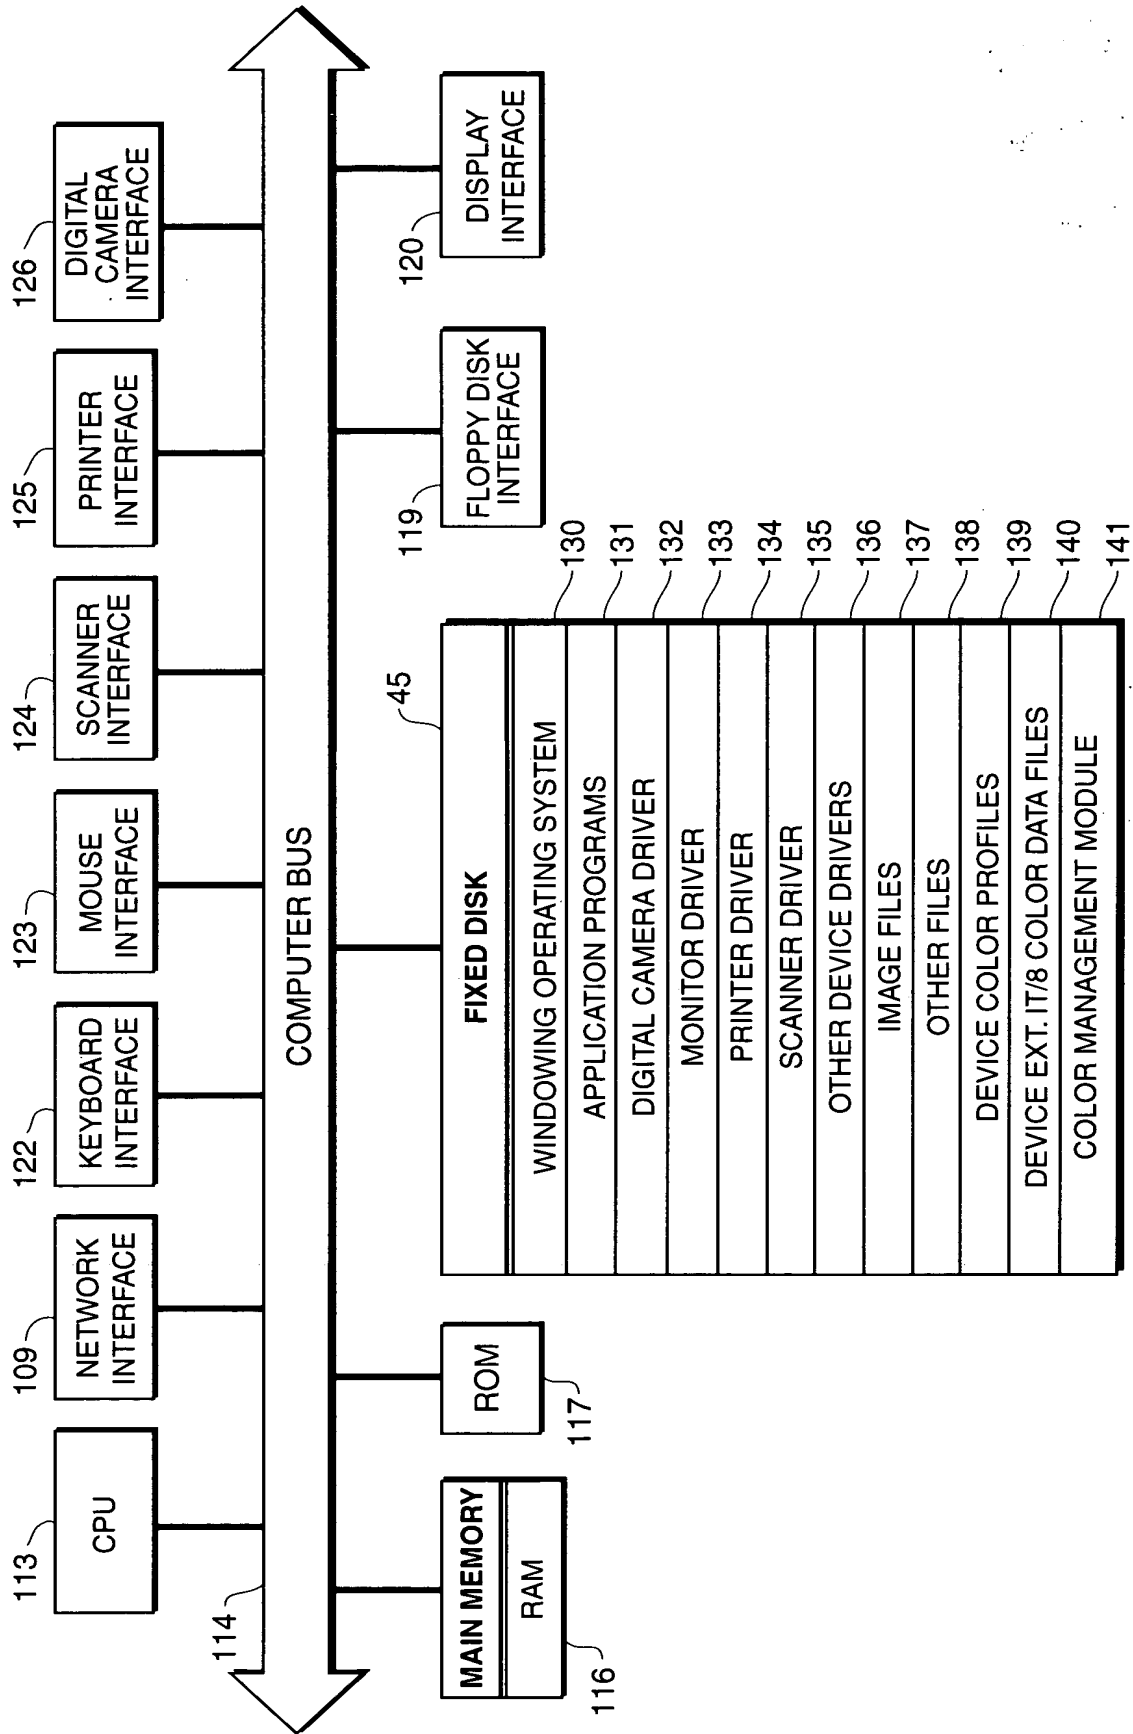 113
CPU
109
NETWORK
INTERFACE
122
KEYBOARD
INTERFACE
123
MOUSE
INTERFACE
124
SCANNER
INTERFACE
125
PRINTER
INTERFACE
126
DIGITAL
CAMERA
INTERFACE
114
COMPUTER BUS
MAIN MEMORY
RAM
116
ROM
117
45
FIXED DISK
WINDOWING OPERATING SYSTEM
130
APPLICATION PROGRAMS
131
DIGITAL CAMERA DRIVER
132
MONITOR DRIVER
133
PRINTER DRIVER
134
SCANNER DRIVER
135
OTHER DEVICE DRIVERS
136
IMAGE FILES
137
OTHER FILES
138
DEVICE COLOR PROFILES
139
DEVICE EXT. IT/8 COLOR DATA FILES
140
COLOR MANAGEMENT MODULE
141
119
FLOPPY DISK
INTERFACE
120
DISPLAY
INTERFACE